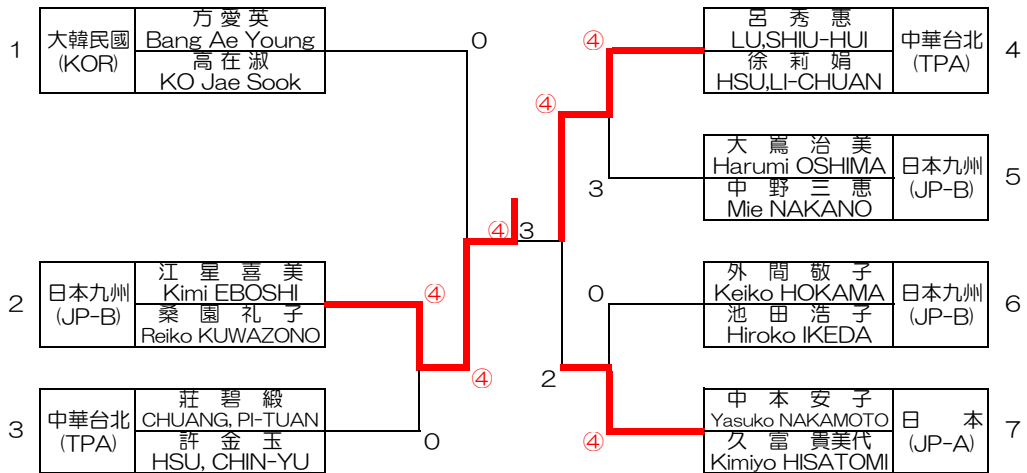 1
大韓民國
(KOR)
方愛英
Bang Ae Young
高在淑
KO Jae Sook
0
2
日本九州
(JP-B)
江星喜美
Kimi EBOSHI
桑園礼子
Reiko KUWAZONO
④
3
中華台北
(TPA)
莊碧緞
CHUANG, PI-TUAN
許金玉
HSU, CHIN-YU
0
④
④
3
④
呂秀惠
LU,SHIU-HUI
徐莉娟
HSU,LI-CHUAN
中華台北
(TPA)
4
④
3
大嶌治美
Harumi OSHIMA
中野三恵
Mie NAKANO
日本九州
(JP-B)
5
0
外間敬子
Keiko HOKAMA
池田浩子
Hiroko IKEDA
日本九州
(JP-B)
6
2
④
中本安子
Yasuko NAKAMOTO
久富貴美代
Kimiyo HISATOMI
日本
(JP-A)
7